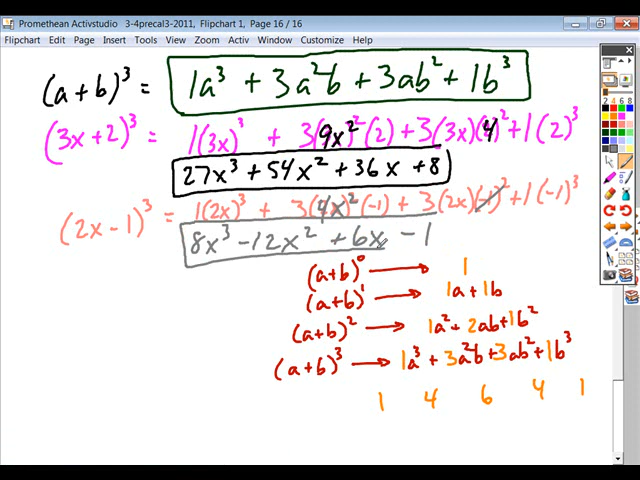 Promethean Activstudio 3-4precal3-2011, Flipchart 1, Page 16 / 16
Flipchart Edit Insert Tools View Zoom Activ Window Customize Help
(a + b)³ = 1a³ + 3a²b + 3ab² + 1b³
(3x + 2)³ = 1(3x)³ + 3(9x²)²(2) + 3(3x)(4)² + 1(2)³
27x³ + 54x² + 36x + 8
(2x - 1)³ = 1(2x)³ + 3(4x²)²(-1) + 3(2x)(-1)² + 1(-1)³
8x³ - 12x² + 6x - 1
(a+b)⁰ → 1
(a+b)¹ → 1a + 1b
(a+b)² → 1a² + 2ab + 1b²
(a+b)³ → 1a³ + 3a²b + 3ab² + 1b³
1 4 6 4 1